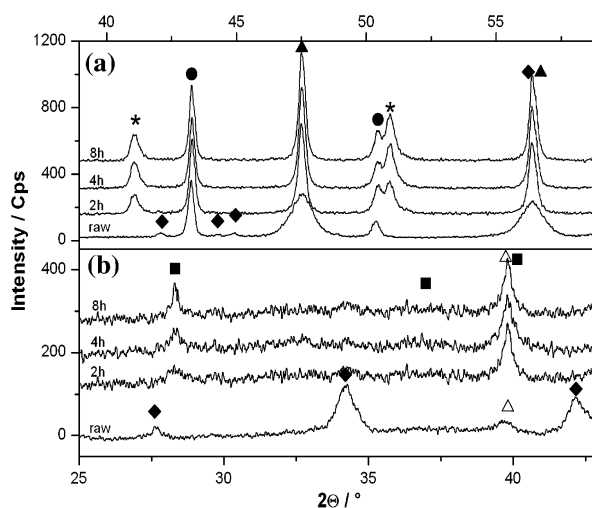 41 45 50 55
1200
(a)
800
*
*
8h
400
4h
2h
raw
0
Intensity / Cps
(b)
400
8h
200
4h
2h
raw
0
25 30 35 40
2Θ / °